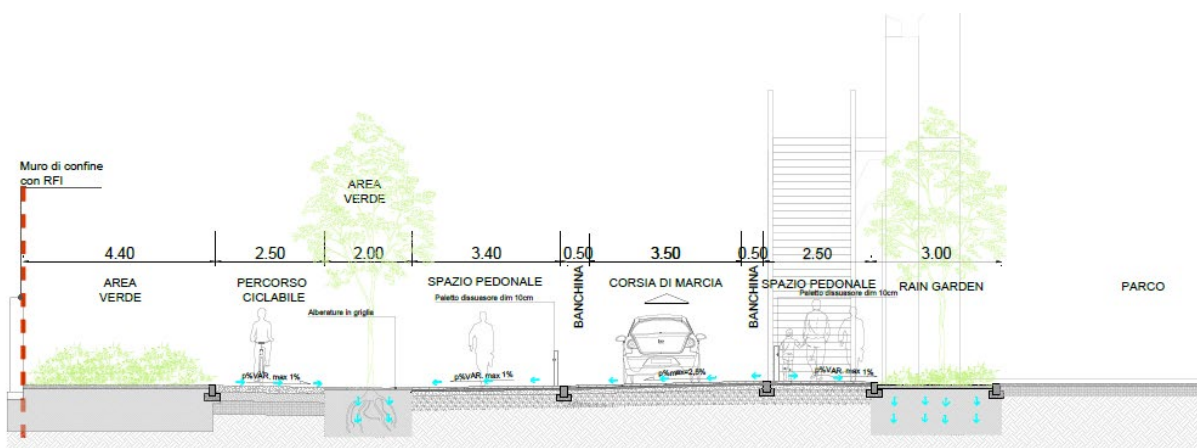 Muro di confine
con RFI
AREA
VERDE
4.40
2.50
2.00
3.40
0.50
3.50
0.50
2.50
3.00
AREA
VERDE
PERCORSO
CICLABILE
SPAZIO PEDONALE
BANCHINA
CORSIA DI MARCIA
BANCHINA
SPAZIO PEDONALE
RAIN GARDEN
PARCO
Alberature in griglia
Paletto dissuasore dim 10cm
Paletto dissuasore dim 10cm
p%VAR. max 1%
p%VAR. max 1%
p%max=2,5%
p%VAR. max 1%